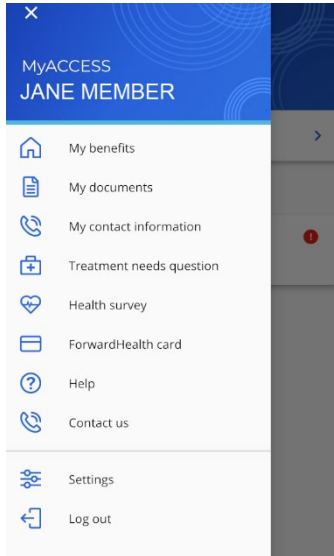 MyACCESS
JANE MEMBER
My benefits
My documents
My contact information
Treatment needs question
Health survey
ForwardHealth card
Help
Contact us
Settings
Log out